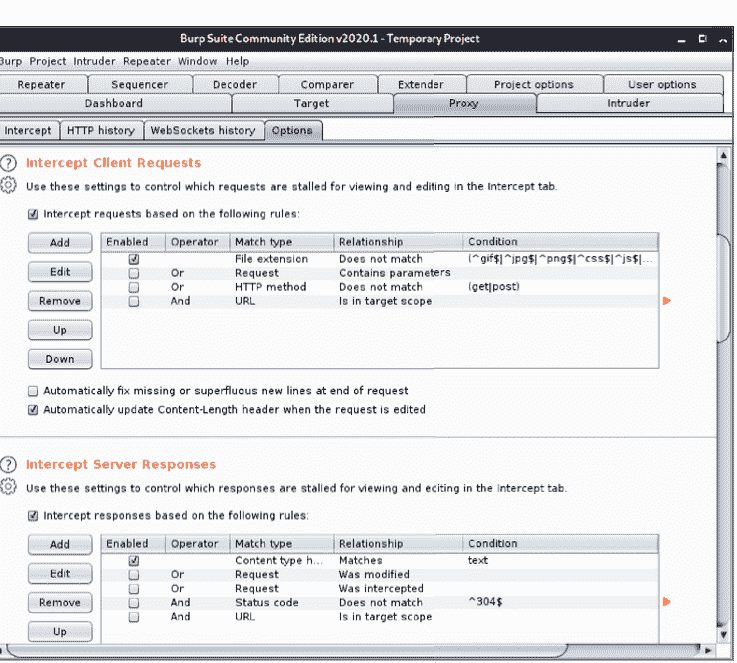 Burp Suite Community Edition v2020.1 - Temporary Project
Burp Project Intruder Repeater Window Help
Repeater Sequencer Decoder Comparer Extender Project options User options
Dashboard Target Proxy Intruder
Intercept HTTP history WebSockets history Options
? Intercept Client Requests
Use these settings to control which requests are stalled for viewing and editing in the Intercept tab.
Intercept requests based on the following rules:
Add Enabled Operator Match type Relationship Condition
File extension Does not match (^gif$|^jpg$|^png$|^css$|^js$|...
Edit Or Request Contains parameters
Or HTTP method Does not match (get|post)
Remove And URL Is in target scope
Up
Down
Automatically fix missing or superfluous new lines at end of request
Automatically update Content-Length header when the request is edited
? Intercept Server Responses
Use these settings to control which responses are stalled for viewing and editing in the Intercept tab.
Intercept responses based on the following rules:
Add Enabled Operator Match type Relationship Condition
Content type h... Matches text
Edit Or Request Was modified
Or Request Was intercepted
Remove And Status code Does not match ^304$
And URL Is in target scope
Up